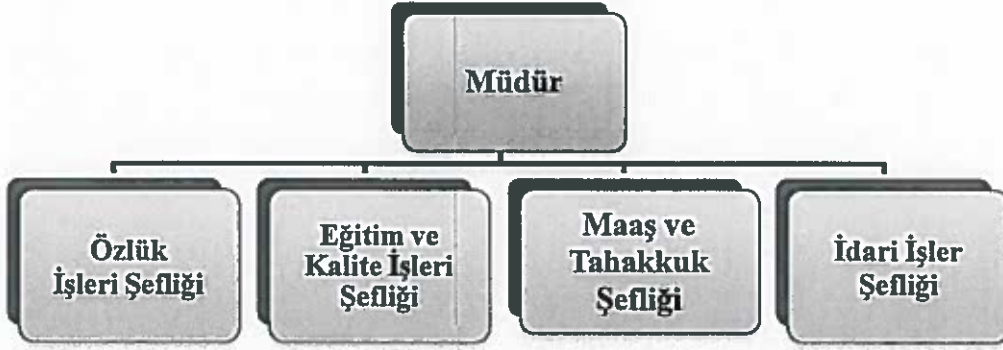 Müdür
Özlük
İşleri Şefliği
Eğitim ve
Kalite İşleri
Şefliği
Maaş ve
Tahakkuk
Şefliği
İdari İşler
Şefliği